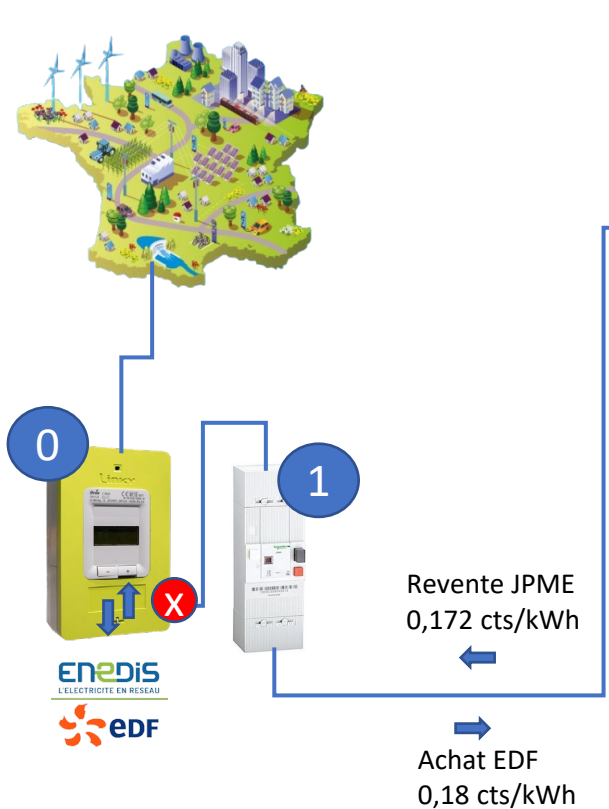 0
Linky
1
X
Revente JPME
0,172 cts/kWh
ENEDIS
L'ELECTRICITE EN RESEAU
eDF
Achat EDF
0,18 cts/kWh